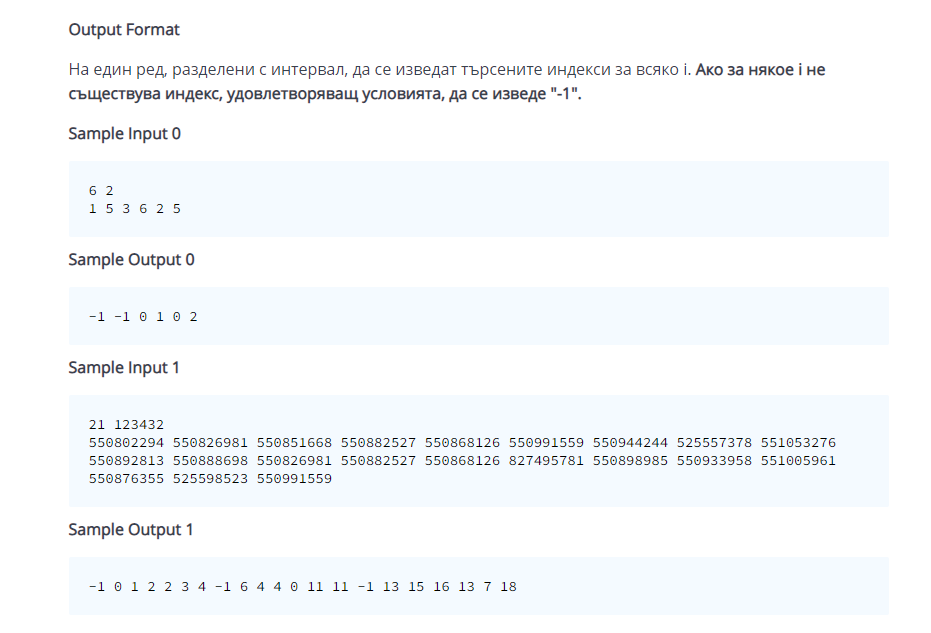 Output Format
На един ред, разделени с интервал, да се изведат търсените индекси за всяко i. Ако за някое i не
съществува индекс, удовлетворяващ условията, да се изведе "-1".
Sample Input 0
6 2
1 5 3 6 2 5
Sample Output 0
-1 -1 0 1 0 2
Sample Input 1
21 123432
550802294 550826981 550851668 550882527 550868126 550991559 550944244 525557378 551053276
550892813 550888698 550826981 550882527 550868126 827495781 550898985 550933958 551005961
550876355 525598523 550991559
Sample Output 1
-1 0 1 2 2 3 4 -1 6 4 4 0 11 11 -1 13 15 16 13 7 18